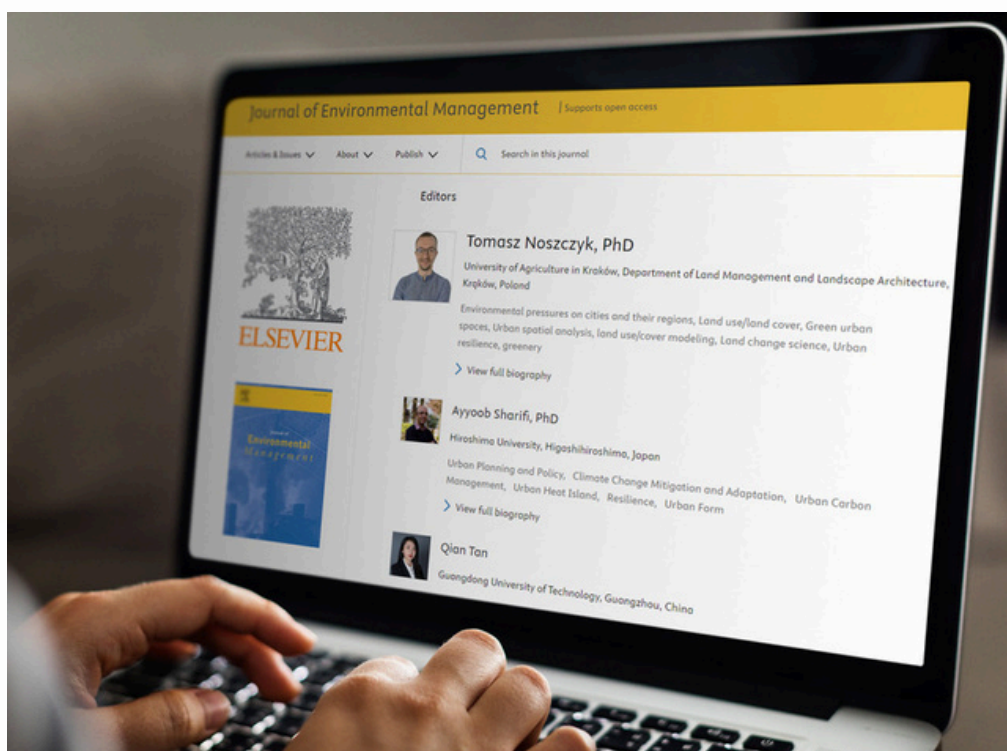 Journal of Environmental Management | Supports open access
Articles & Issues About Publish Search in this journal
Editors
Tomasz Noszczyk, PhD
University of Agriculture in Kraków, Department of Land Management and Landscape Architecture,
Kraków, Poland
Environmental pressures on cities and their regions, Land use/land cover, Green urban
spaces, Urban spatial analysis, land use/cover modeling, Land change science, Urban
resilience, greenery
View full biography
Ayyoob Sharifi, PhD
Hiroshima University, Higashihiroshima, Japan
Urban Planning and Policy, Climate Change Mitigation and Adaptation, Urban Carbon
Management, Urban Heat Island, Resilience, Urban Form
View full biography
Qian Tan
Guangdong University of Technology, Guangzhou, China
ELSEVIER
Journal of
Environmental
Management